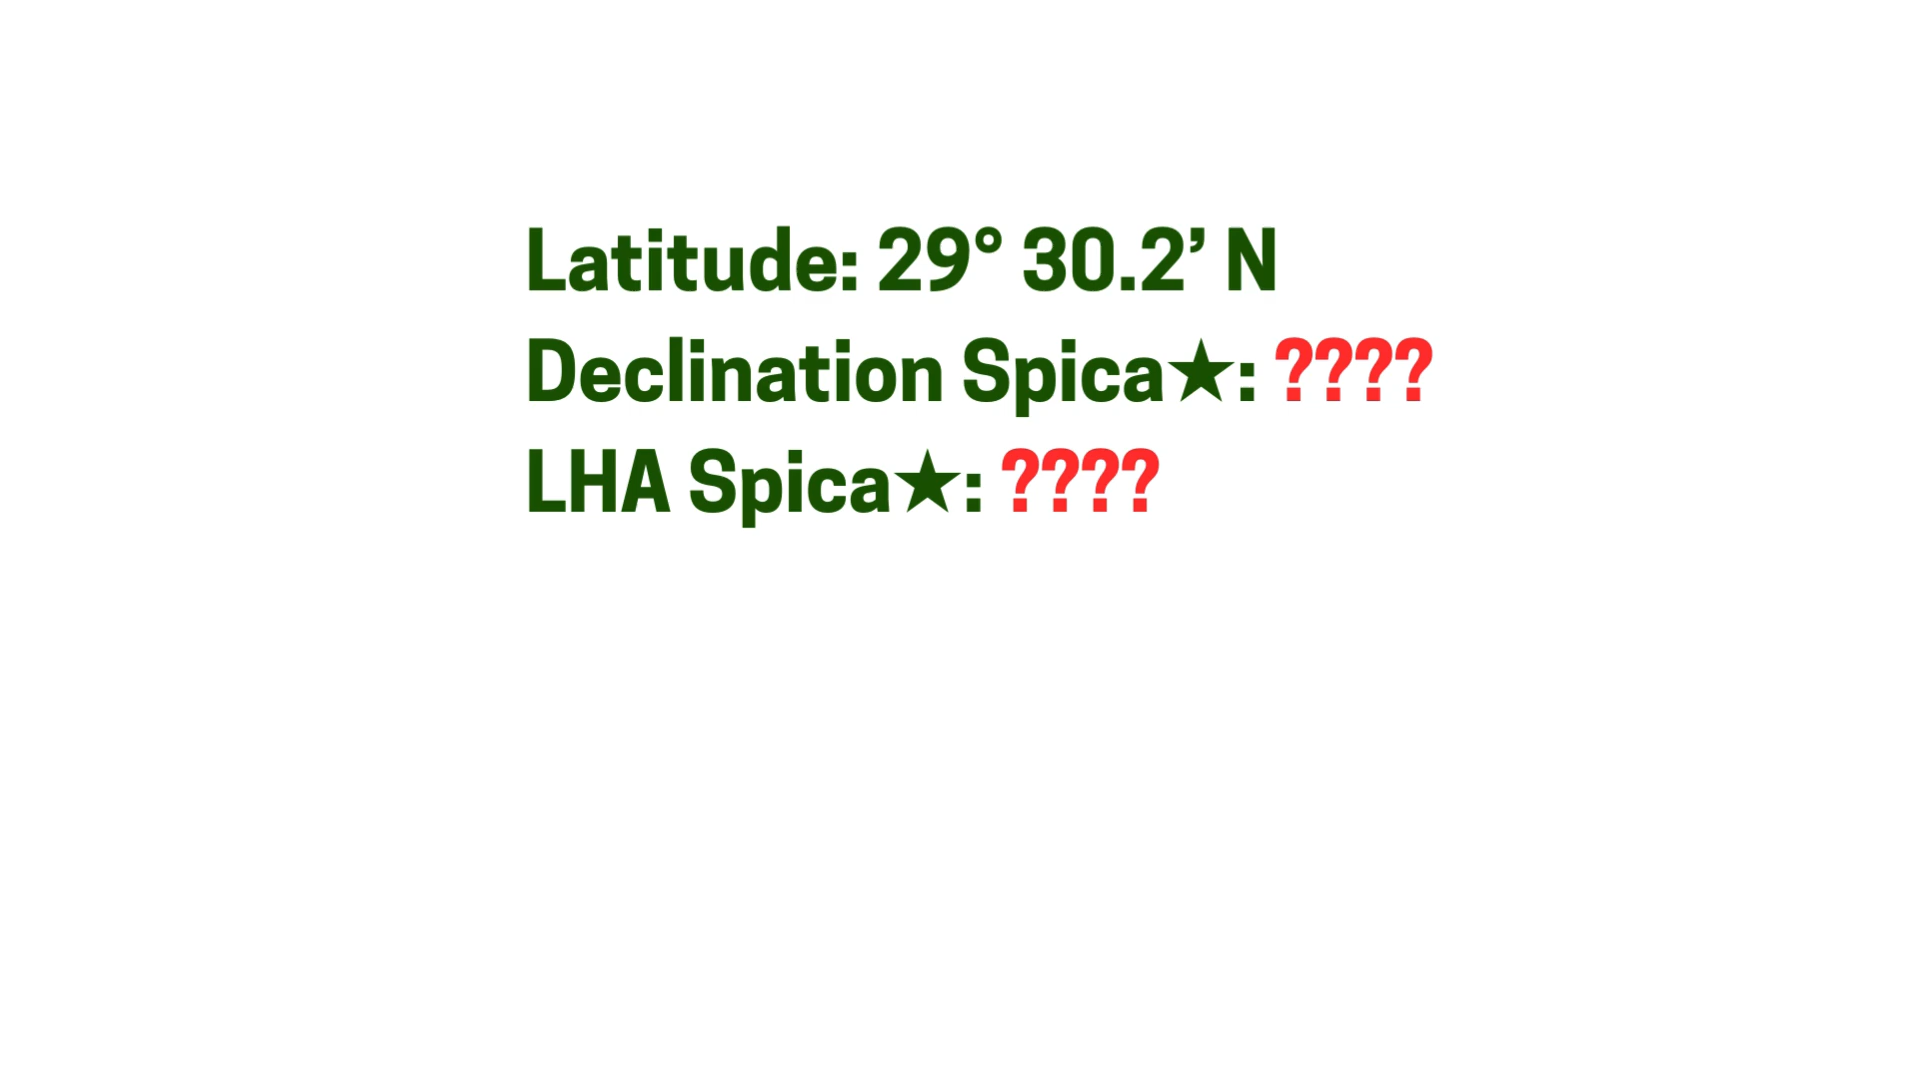 Latitude: 29° 30.2’ N
Declination Spica★: ????
LHA Spica★: ????